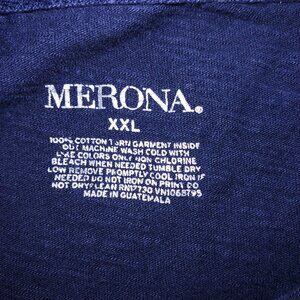 MERONA®
XXL
100% COTTON TURN GARMENT INSIDE
OUT MACHINE WASH COLD WITH
LIKE COLORS ONLY NON CHLORINE
BLEACH WHEN NEEDED TUMBLE DRY
LOW REMOVE PROMPTLY COOL IRON IF
NEEDED DO NOT IRON ON PRINT DO
NOT DRY CLEAN RN17730 VN1068795
MADE IN GUATEMALA